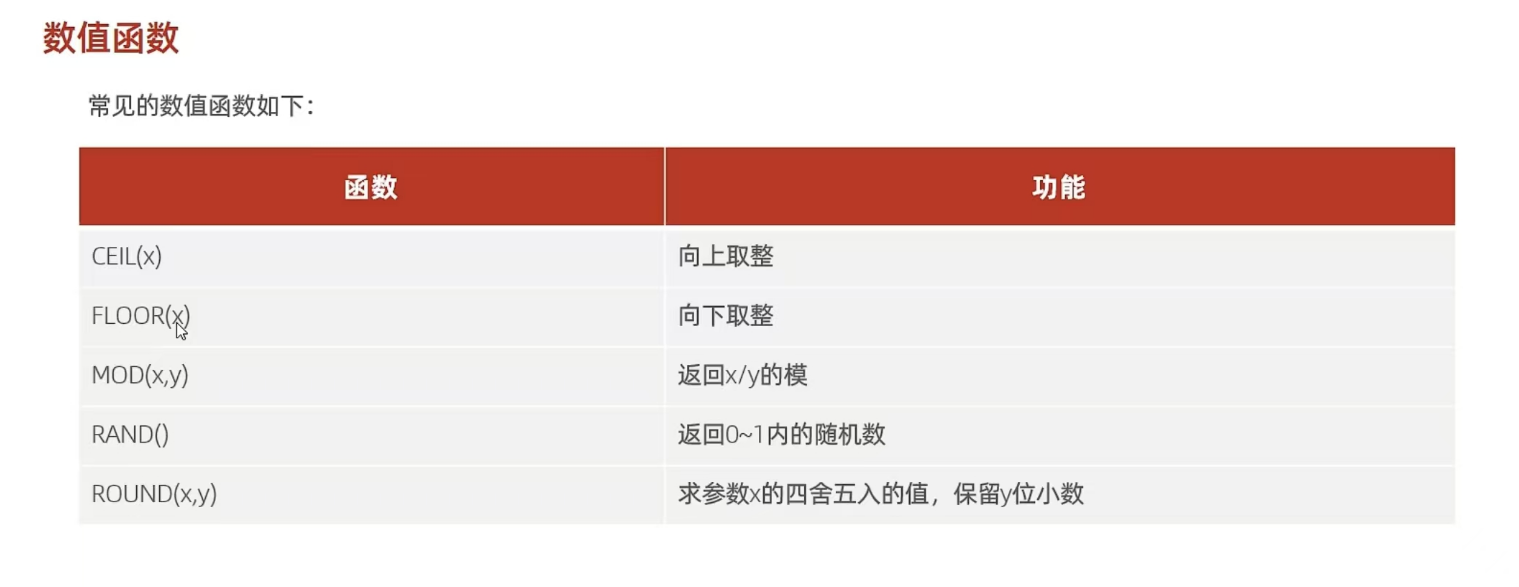 数值函数
常见的数值函数如下：
函数 功能
CEIL(x) 向上取整
FLOOR(x) 向下取整
MOD(x,y) 返回x/y的模
RAND() 返回0~1内的随机数
ROUND(x,y) 求参数x的四舍五入的值，保留y位小数